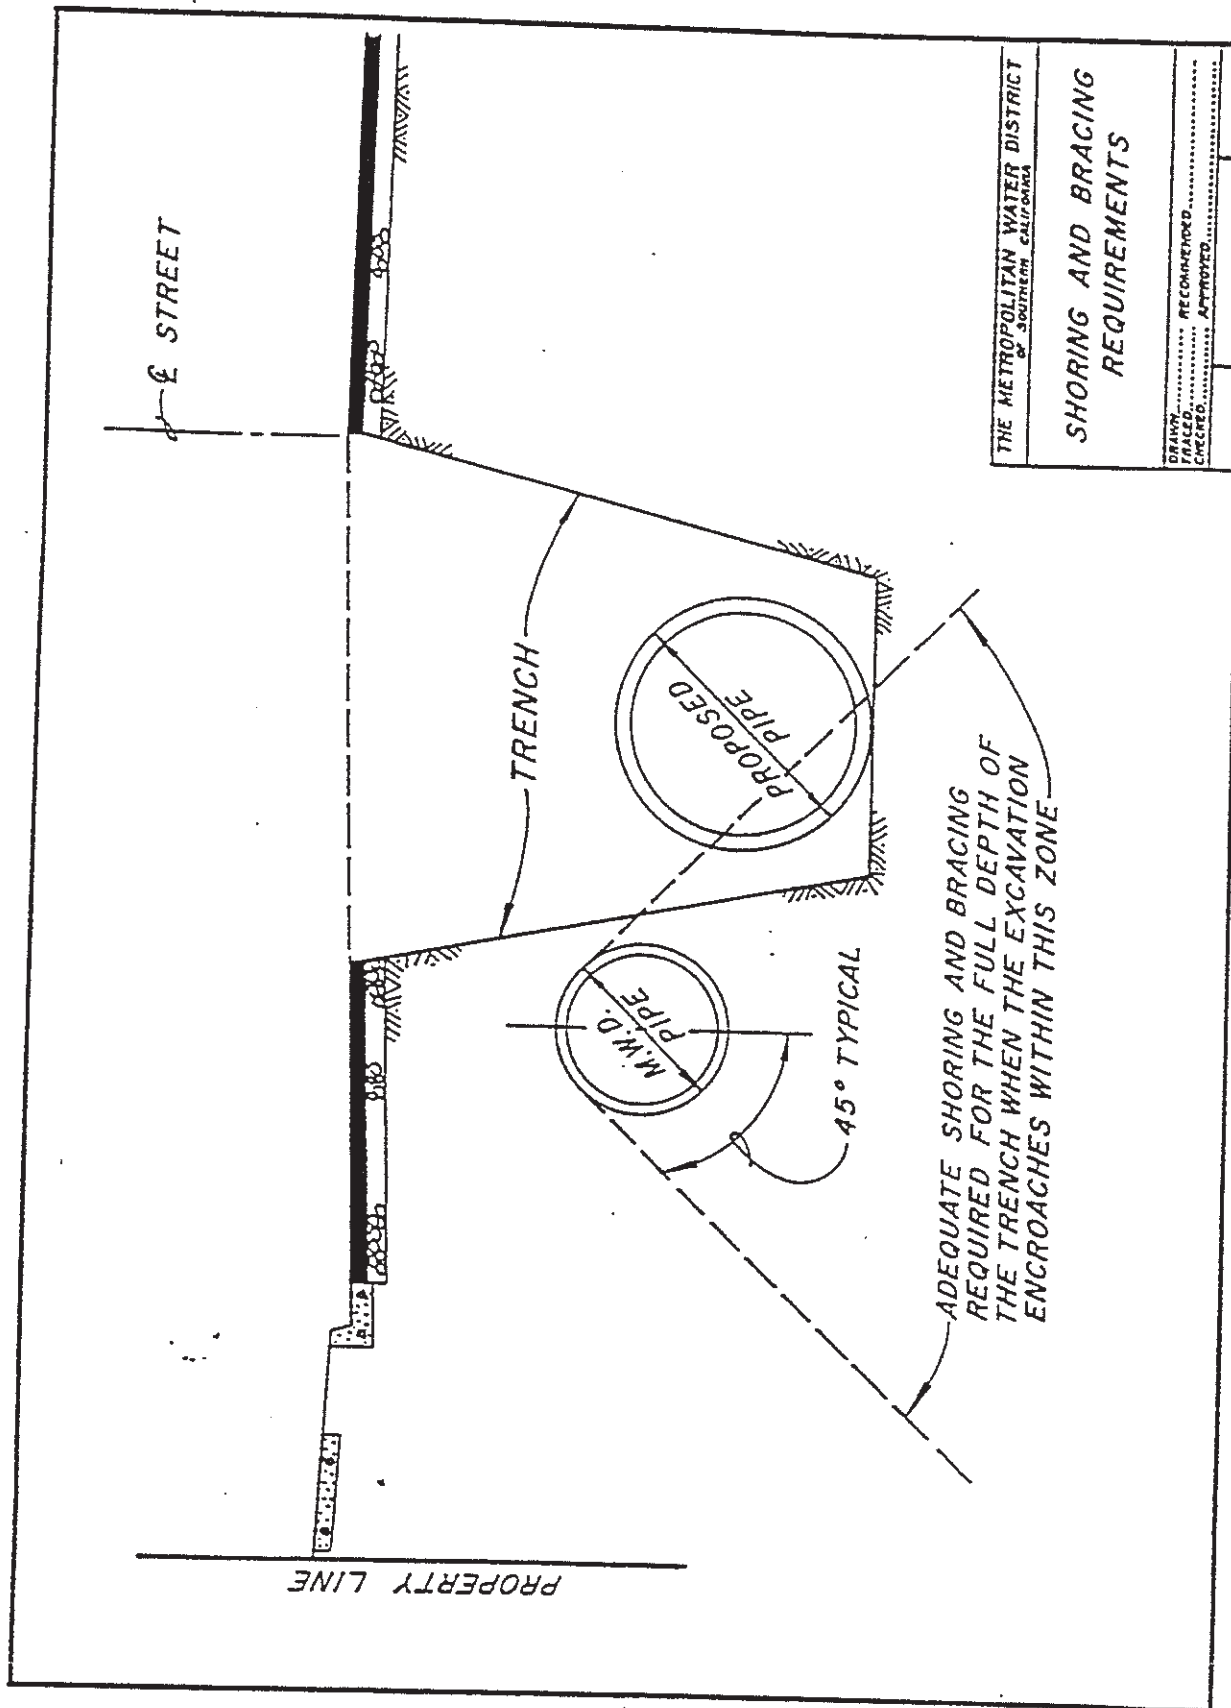 PROPERTY LINE
℄ STREET
TRENCH
M.W.D.
PIPE
PROPOSED
PIPE
45° TYPICAL
ADEQUATE SHORING AND BRACING
REQUIRED FOR THE FULL DEPTH OF
THE TRENCH WHEN THE EXCAVATION
ENCROACHES WITHIN THIS ZONE
THE METROPOLITAN WATER DISTRICT
OF SOUTHERN CALIFORNIA
SHORING AND BRACING
REQUIREMENTS
DRAWN............ RECOMMENDED............
TRACED............
CHECKED............ APPROVED............